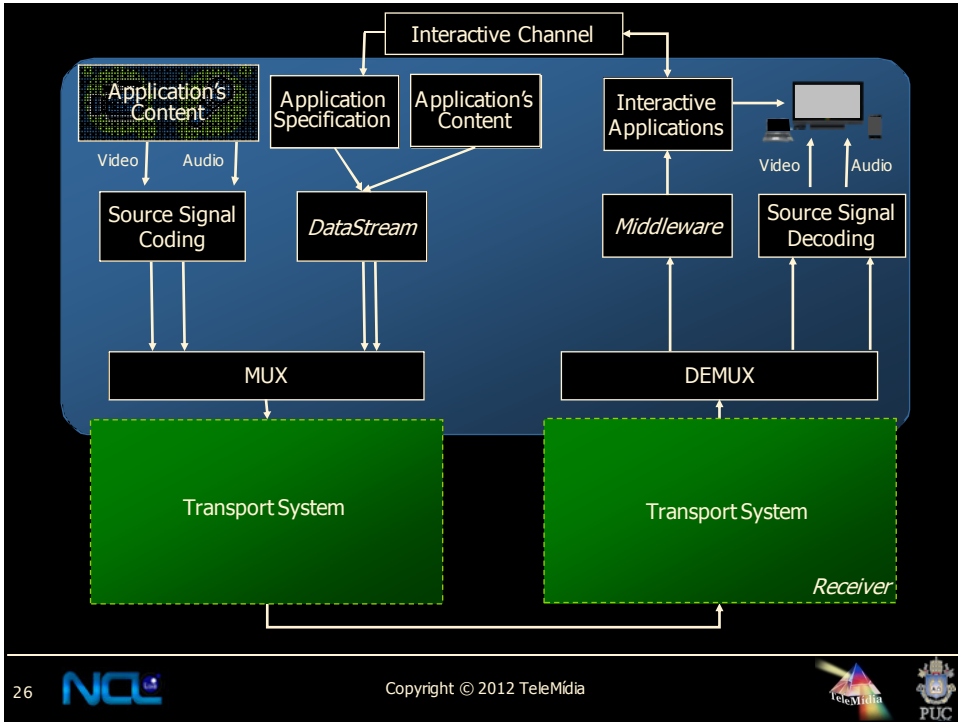 Interactive Channel
Application's
Content
Application
Specification
Application's
Content
Interactive
Applications
Video
Audio
Video
Audio
Source Signal
Coding
DataStream
Middleware
Source Signal
Decoding
MUX
DEMUX
Transport System
Transport System
Receiver
26
NCL
Copyright © 2012 TeleMídia
TeleMídia
PUC